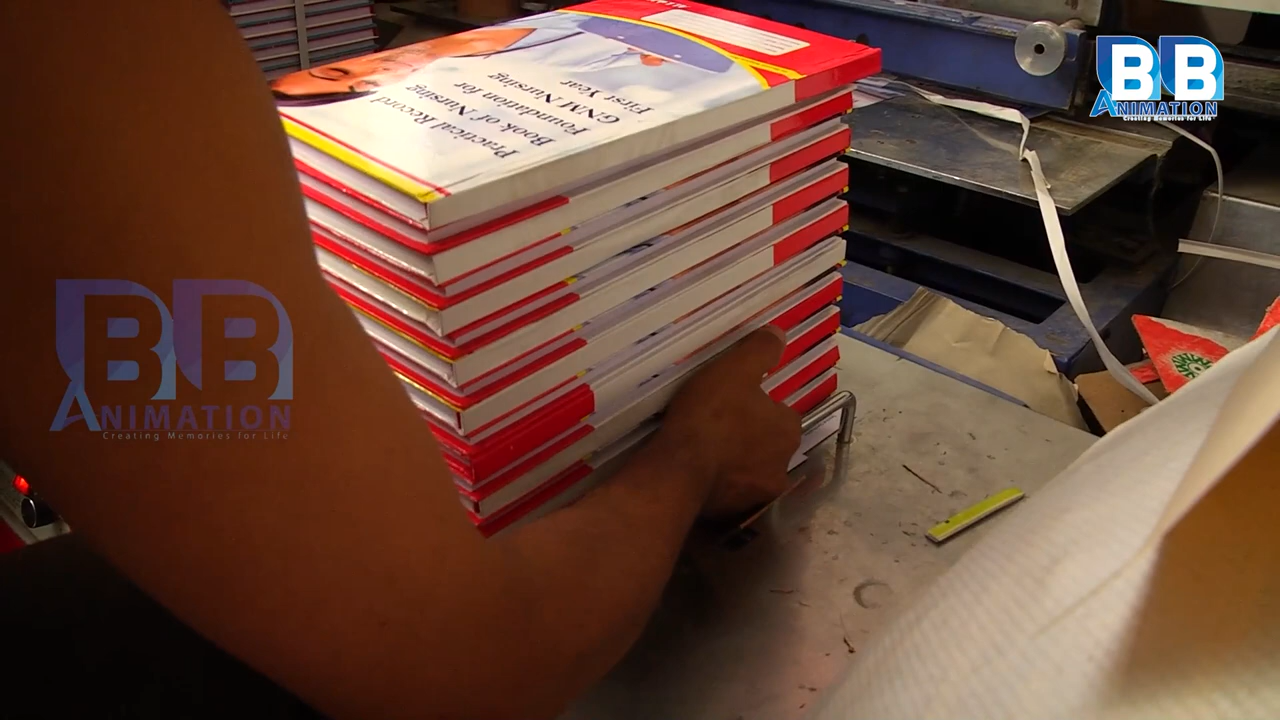 Practical Record
Book of Nursing
Foundation for
GNM Nursing
First Year
BB
ANIMATION
Creating Memories for Life
BB
ANIMATION
Creating Memories for Life